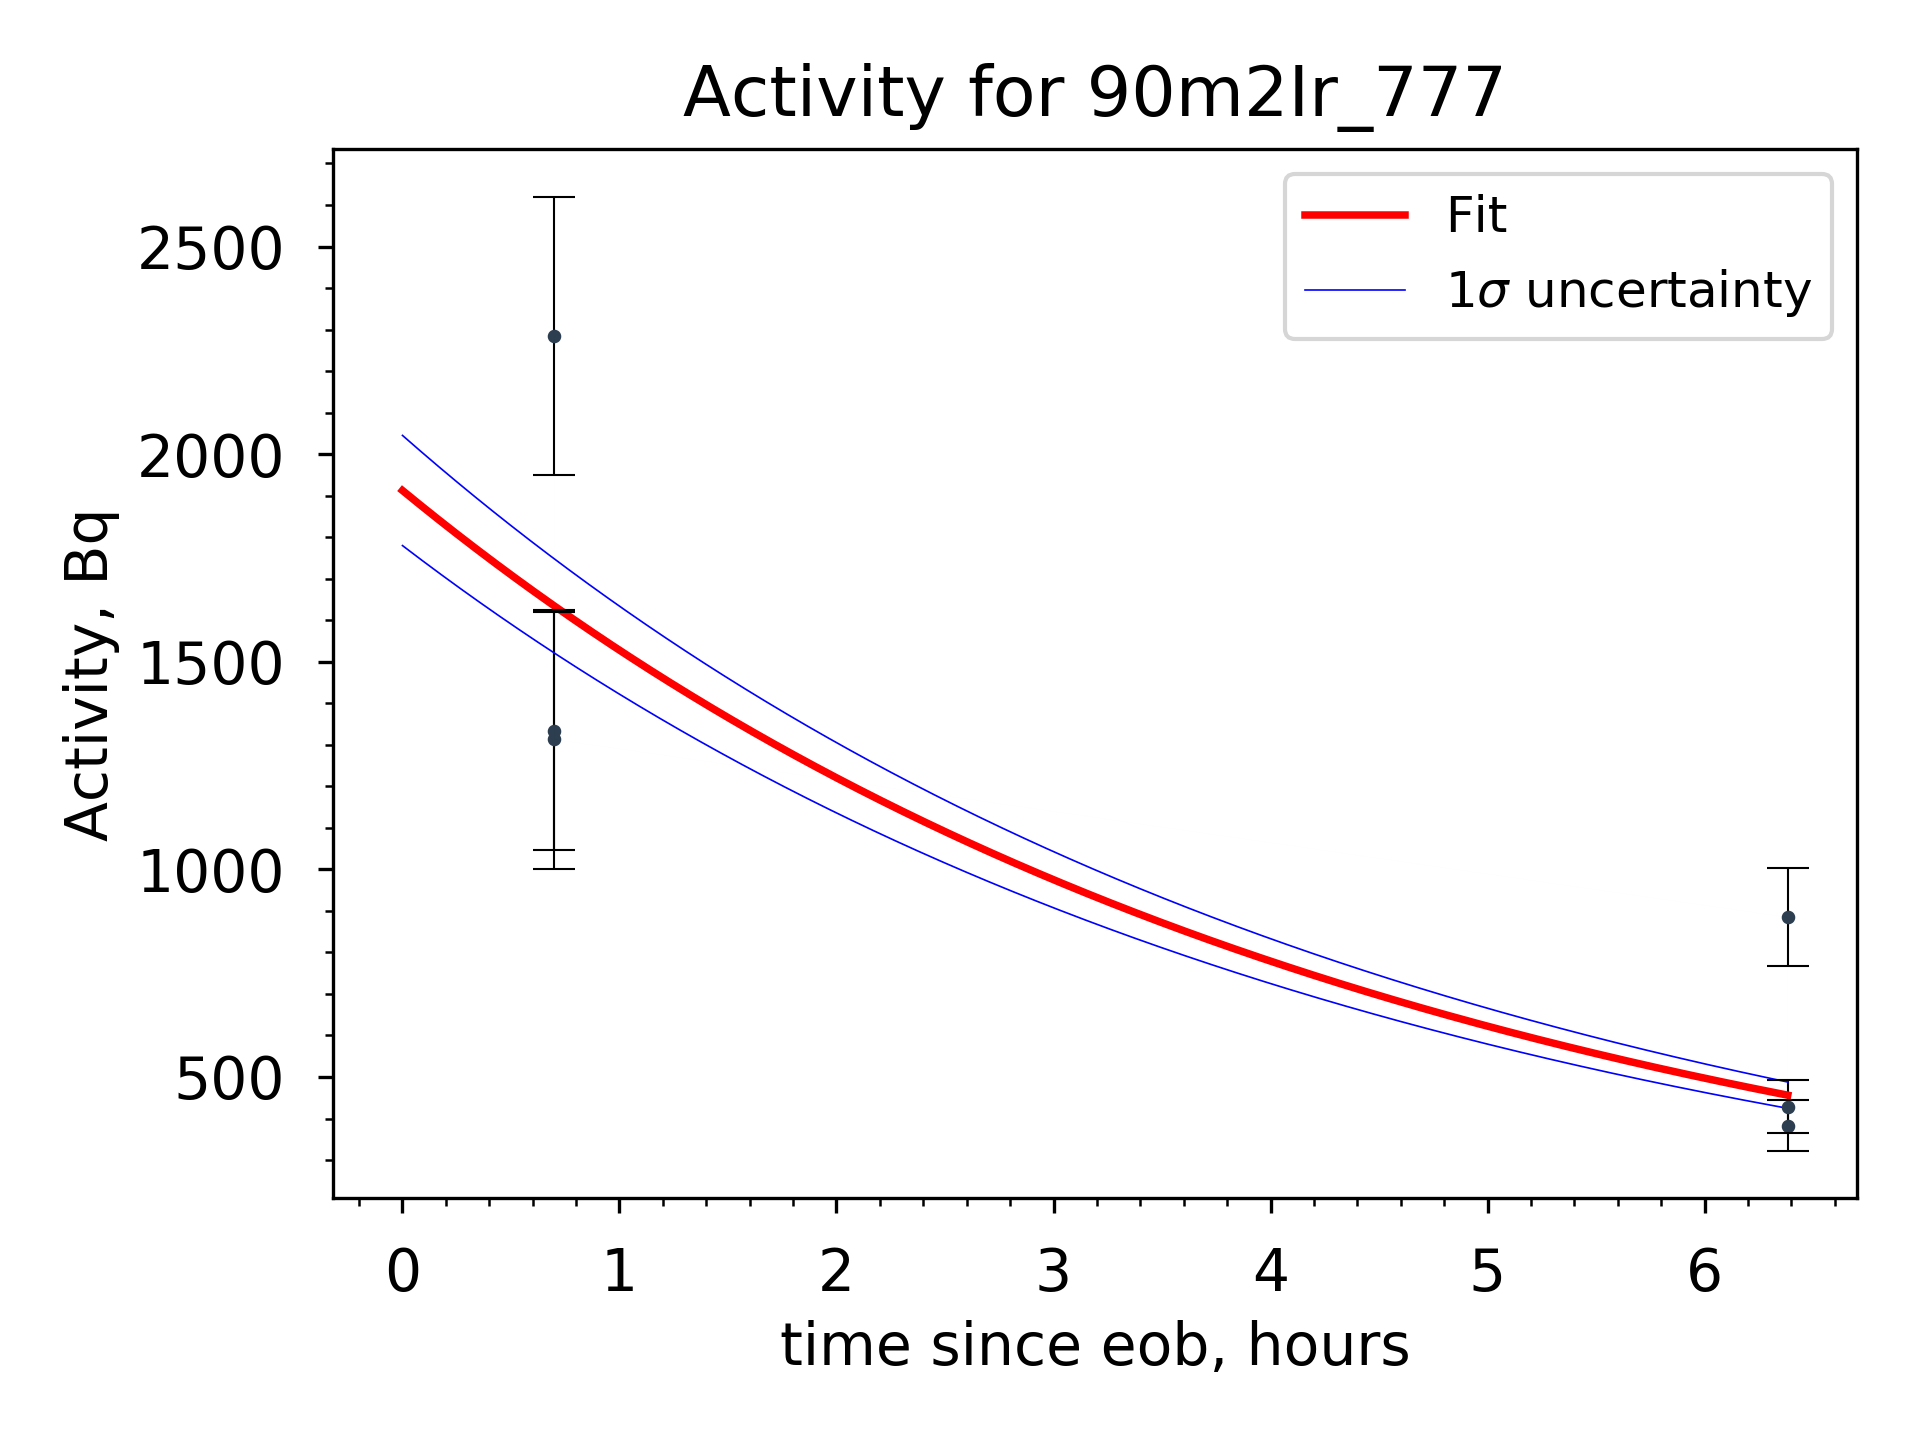 Activity for 90m2Ir_777
Fit
1σ uncertainty
Activity, Bq
2500
2000
1500
1000
500
0 1 2 3 4 5 6
time since eob, hours